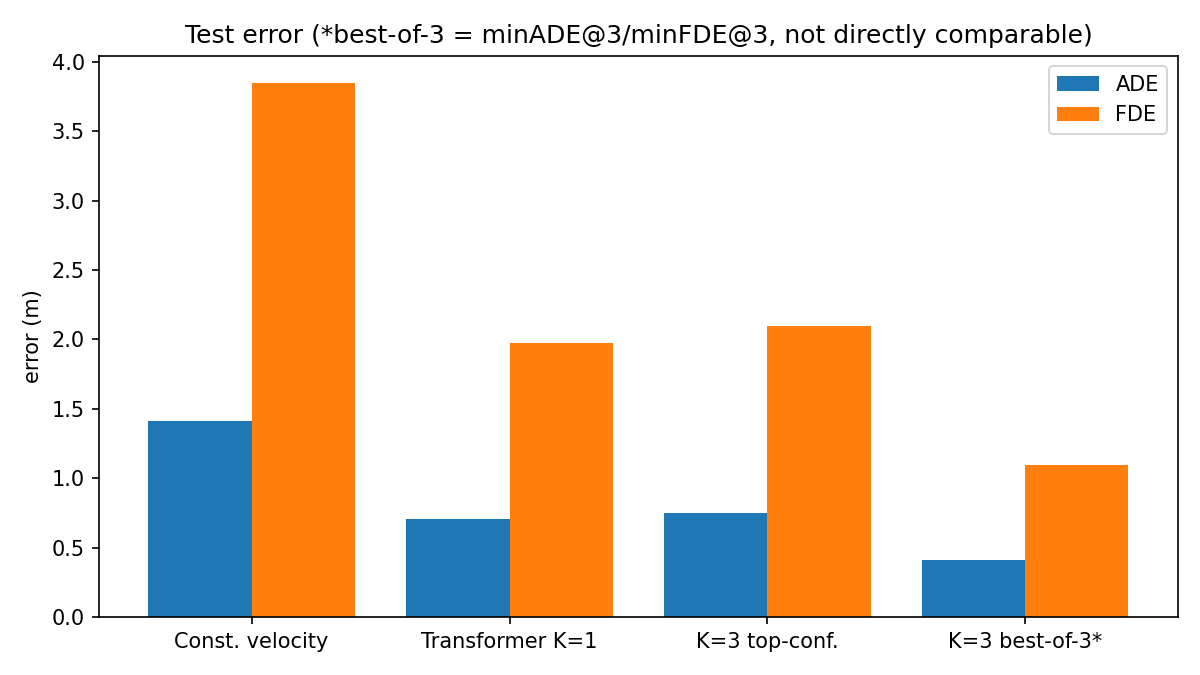 Test error (*best-of-3 = minADE@3/minFDE@3, not directly comparable)
ADE
FDE
error (m)
4.0
3.5
3.0
2.5
2.0
1.5
1.0
0.5
0.0
Const. velocity
Transformer K=1
K=3 top-conf.
K=3 best-of-3*